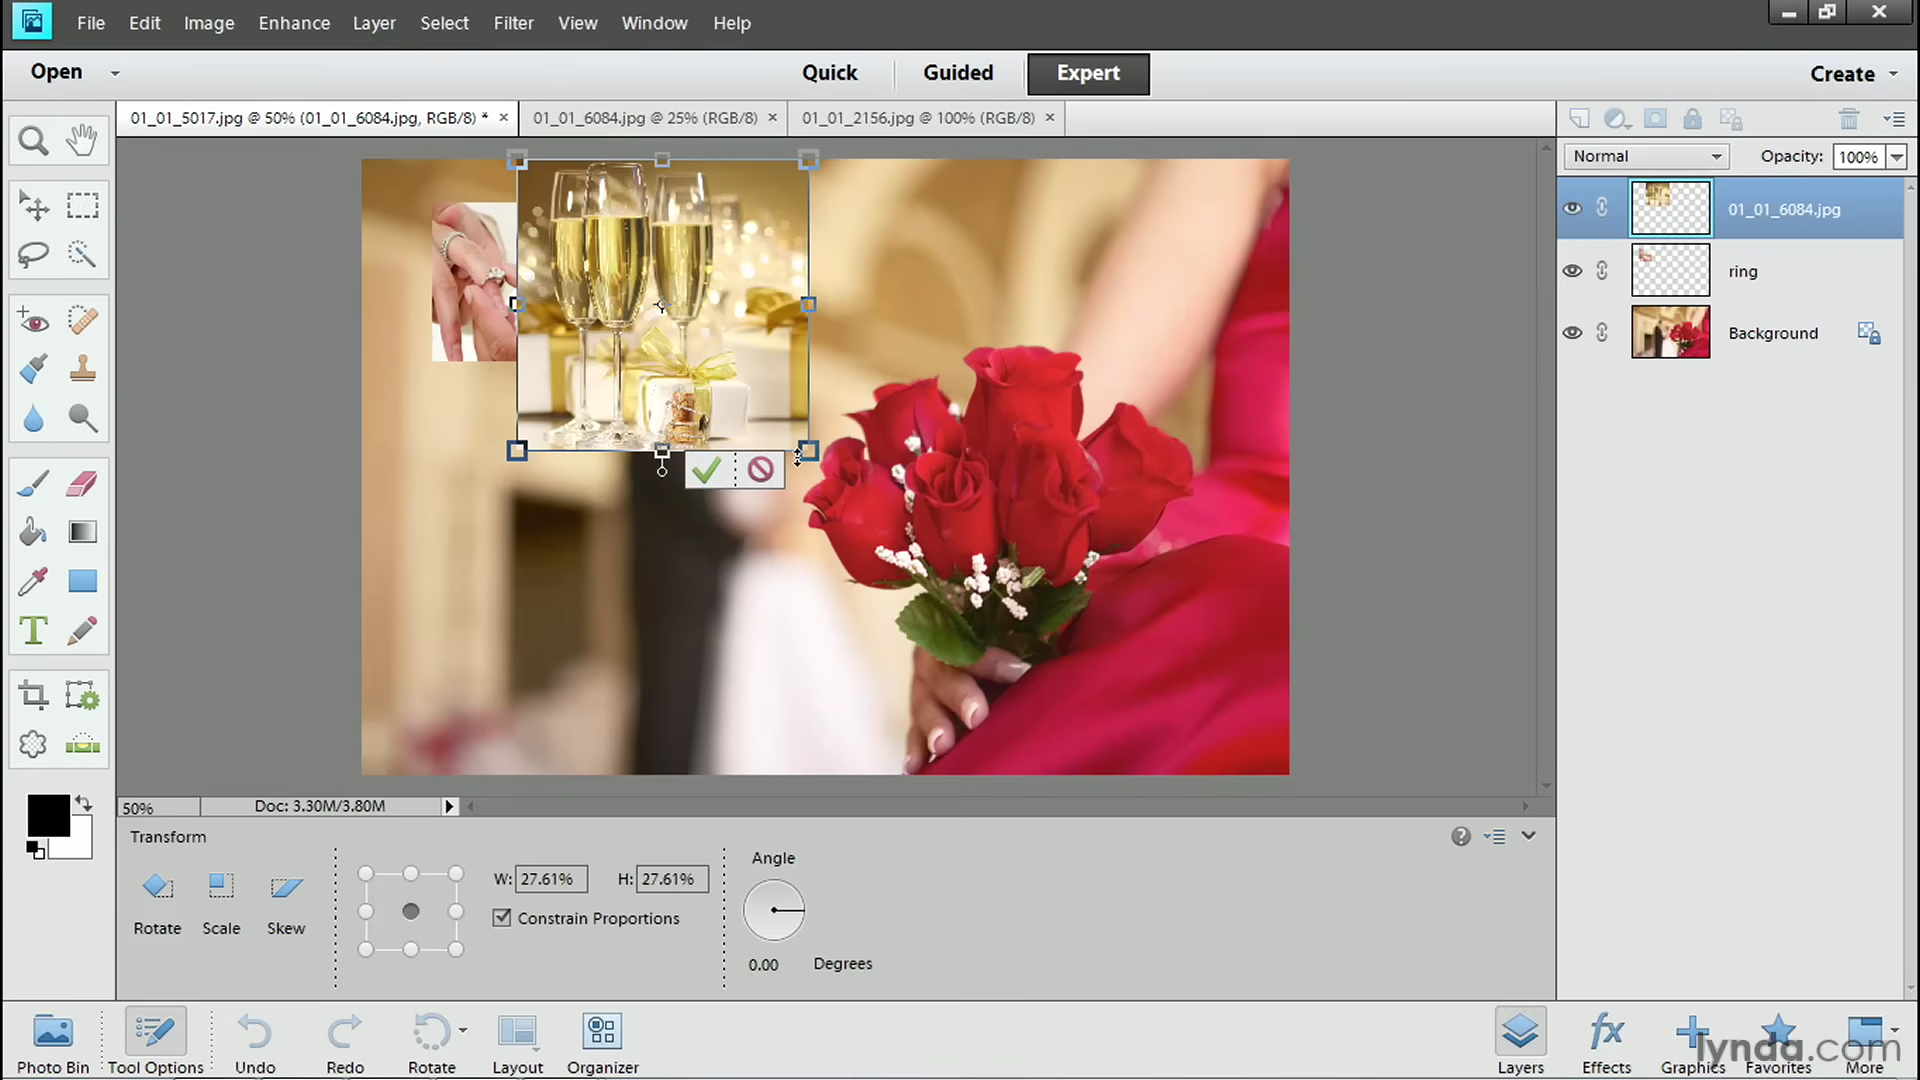 File Edit Image Enhance Layer Select Filter View Window Help
Open Quick Guided Expert Create
01_01_5017.jpg @ 50% (01_01_6084.jpg, RGB/8) * 01_01_6084.jpg @ 25% (RGB/8) 01_01_2156.jpg @ 100% (RGB/8)
Normal Opacity: 100%
01_01_6084.jpg
ring
Background
50% Doc: 3.30M/3.80M
Transform
Rotate Scale Skew
W: 27.61% H: 27.61%
Constrain Proportions
Angle
0.00 Degrees
Photo Bin Tool Options Undo Redo Rotate Layout Organizer Layers Effects Graphics Favorites More
lynda.com